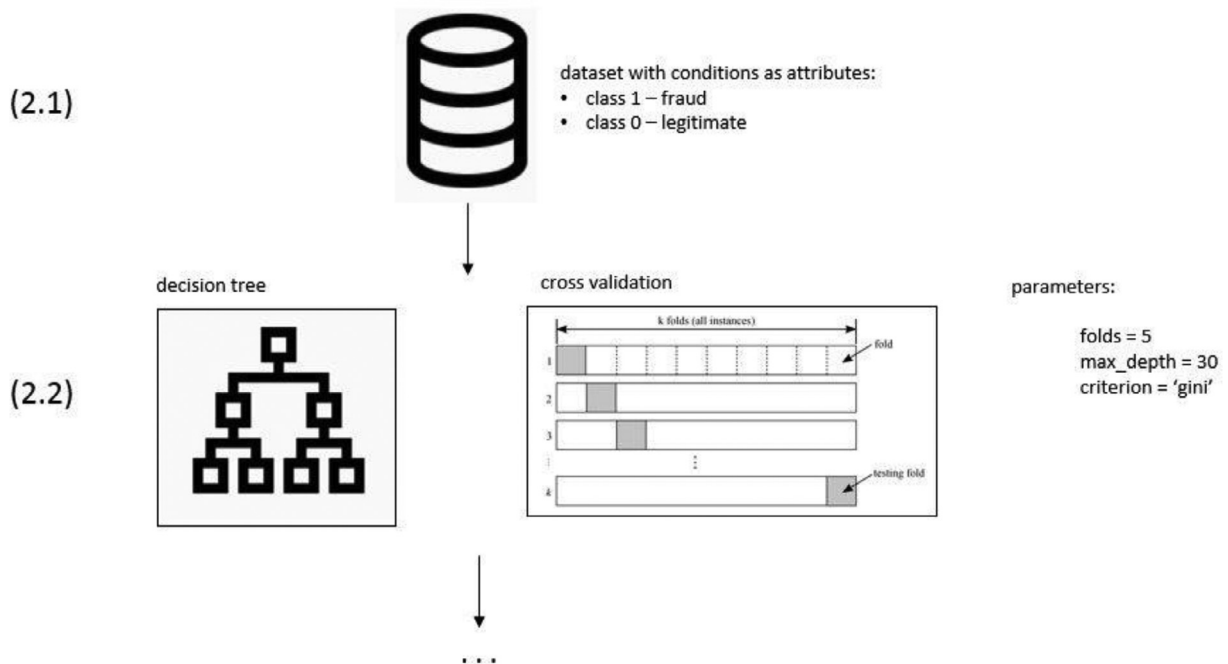 (2.1)
dataset with conditions as attributes:
• class 1 – fraud
• class 0 – legitimate
(2.2)
decision tree
cross validation
k folds (all instances)
fold
1
2
3
⋮
⋮
k
testing fold
parameters:
folds = 5
max_depth = 30
criterion = ‘gini’
...